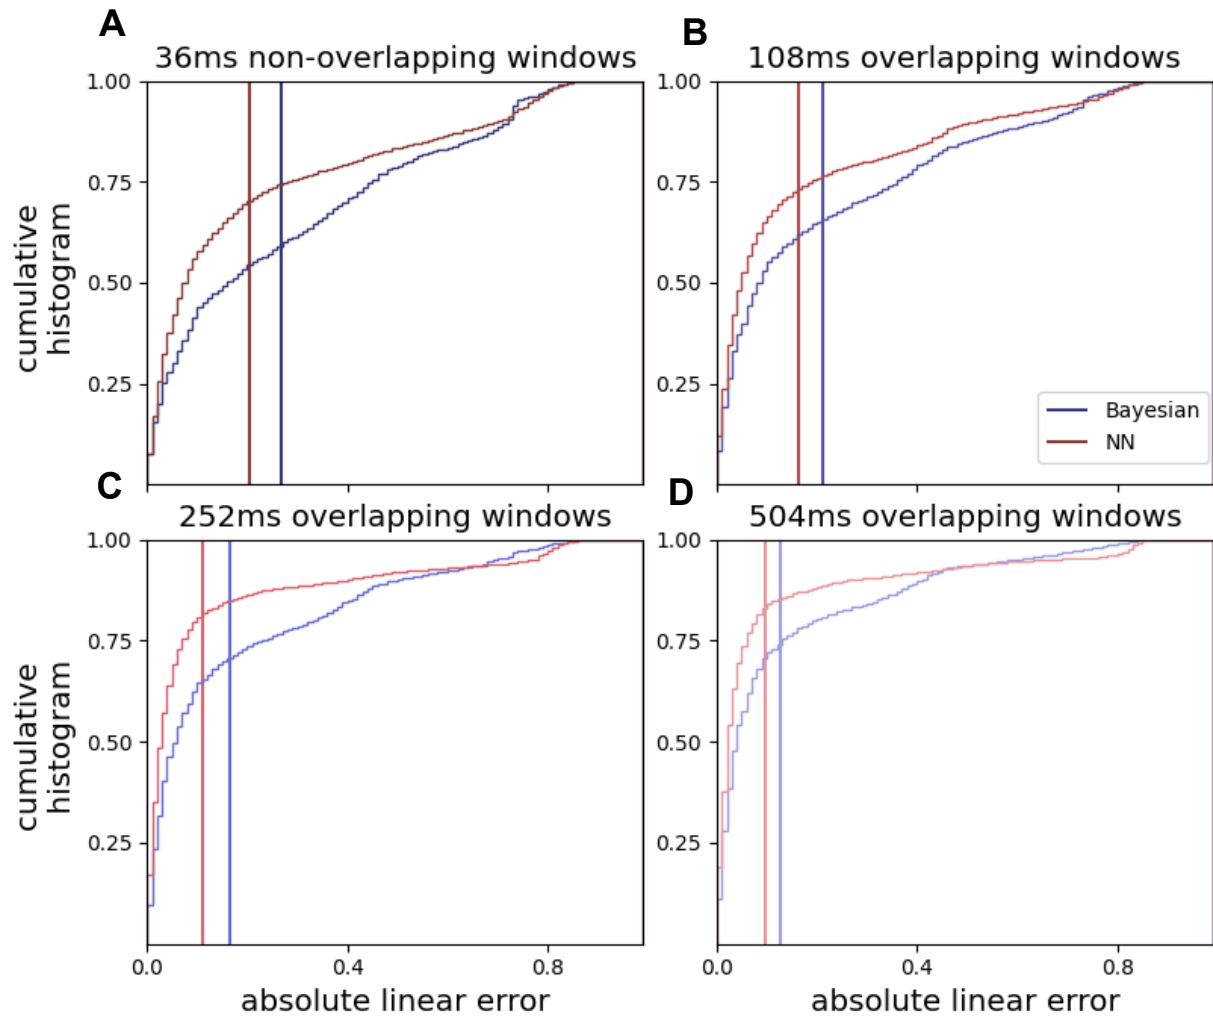 A
B
36ms non-overlapping windows
108ms overlapping windows
1.00
0.75
0.50
0.25
cumulative
histogram
1.00
0.75
0.50
0.25
Bayesian
NN
C
D
252ms overlapping windows
504ms overlapping windows
1.00
0.75
0.50
0.25
cumulative
histogram
0.0
0.4
0.8
absolute linear error
1.00
0.75
0.50
0.25
0.0
0.4
0.8
absolute linear error